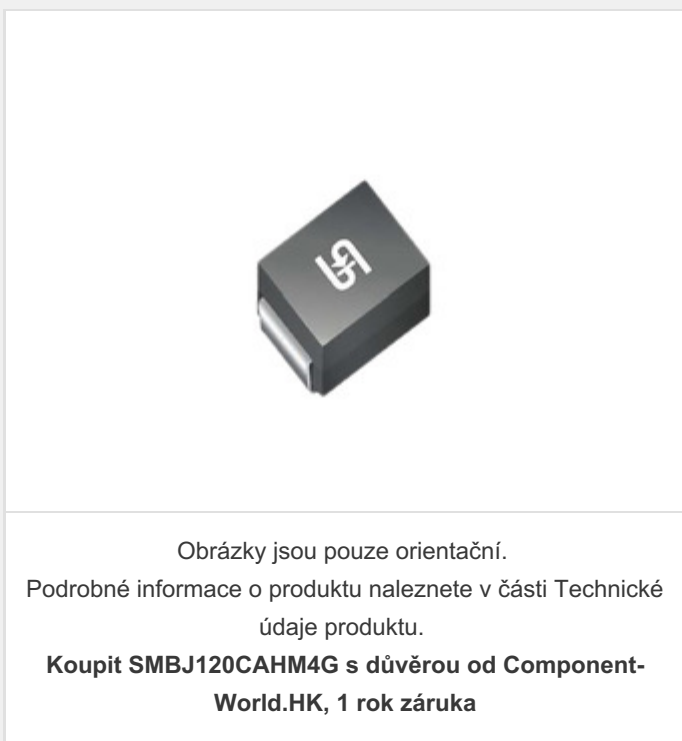 Obrázky jsou pouze orientační.
Podrobné informace o produktu naleznete v části Technické
údaje produktu.
Koupit SMBJ120CAHM4G s důvěrou od Component-
World.HK, 1 rok záruka